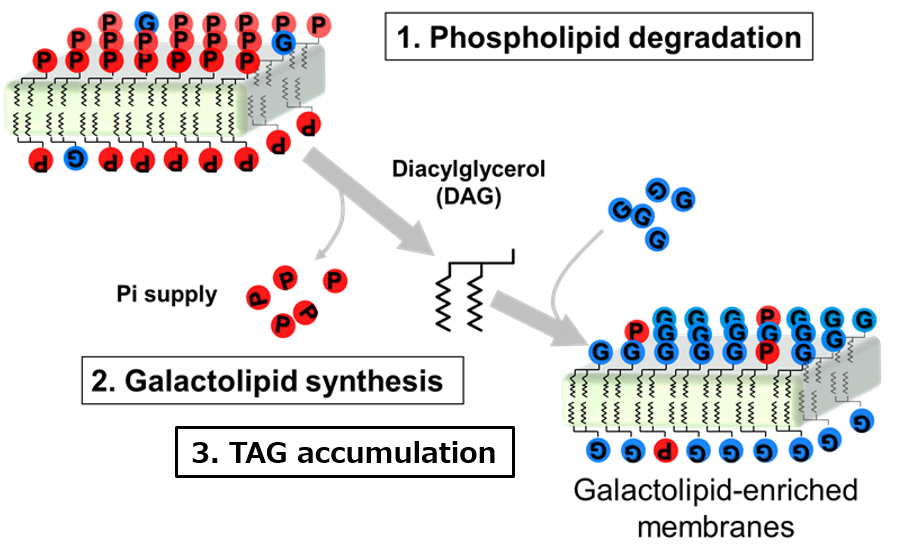 P G P P P P P
P P P P P G
P P P P P P P
P G P P P P P P P
1. Phospholipid degradation
Diacylglycerol
(DAG)
G G G G G
Pi supply
P P P P P
2. Galactolipid synthesis
3. TAG accumulation
G G G P G G G
P G G G G G G
G G G G G P G
G G P G G G G G G
Galactolipid-enriched
membranes